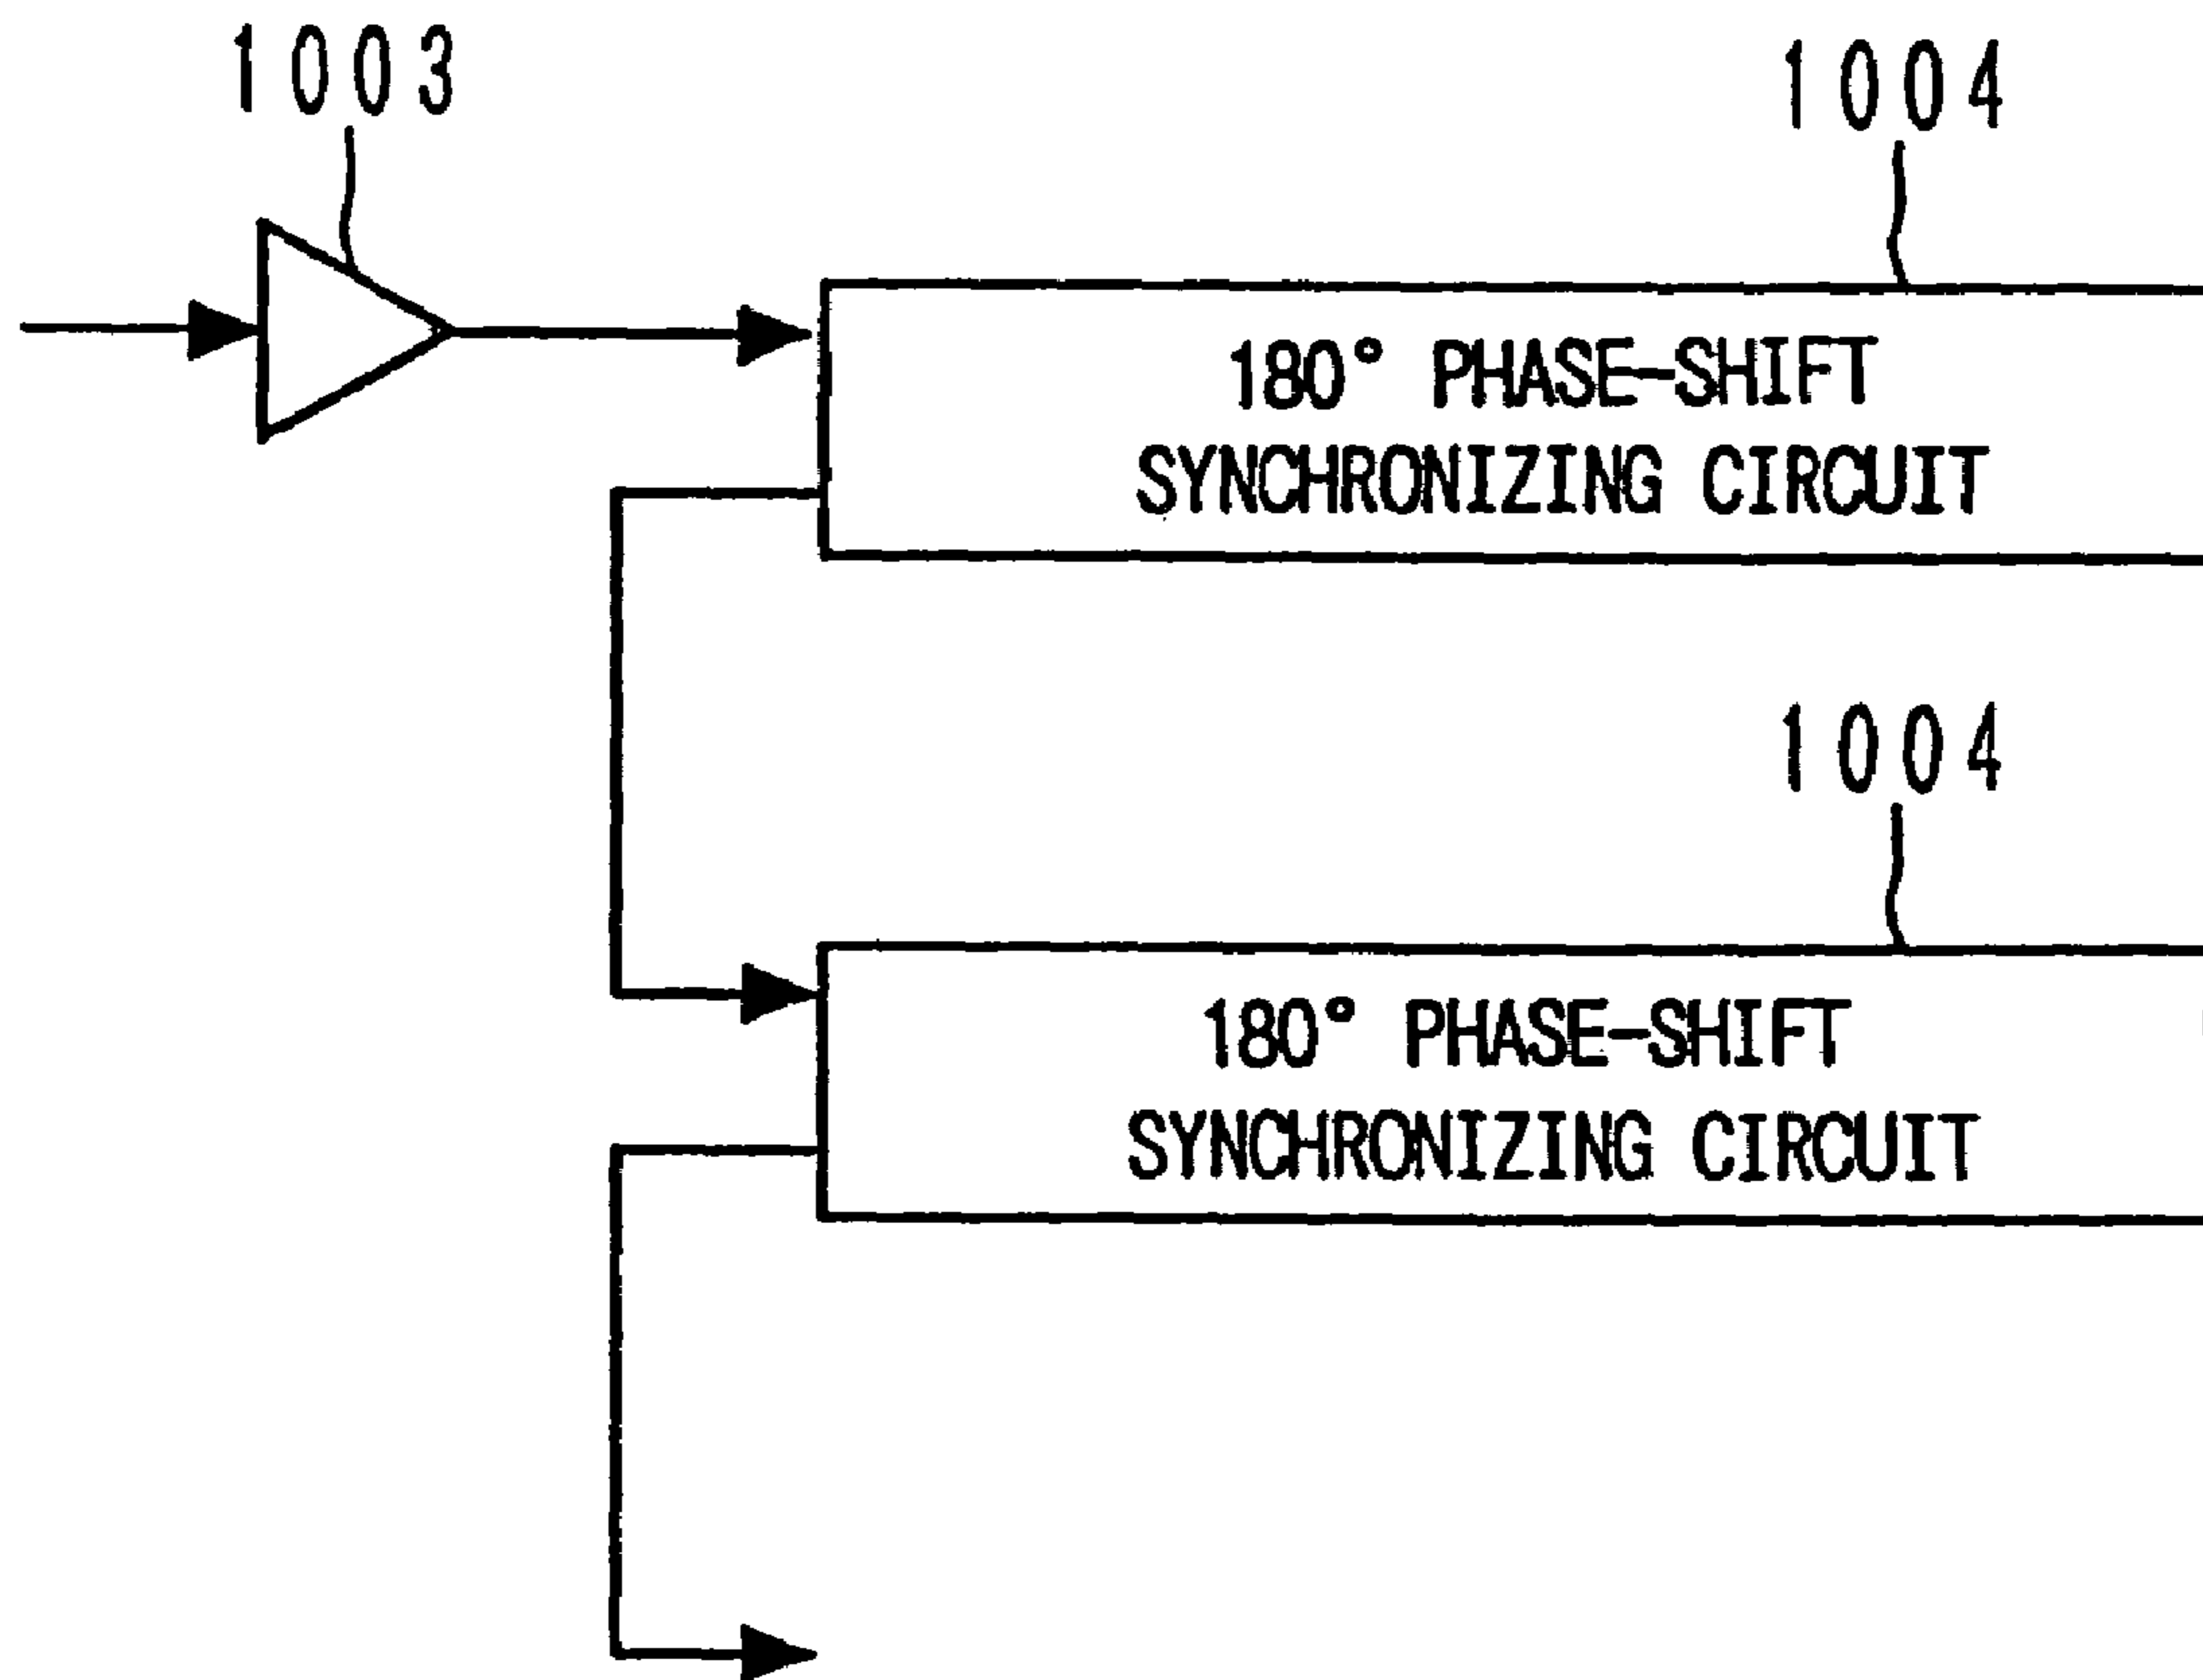 1003
1004
180° PHASE-SHIFT
SYNCHRONIZING CIRCUIT
1004
180° PHASE-SHIFT
SYNCHRONIZING CIRCUIT